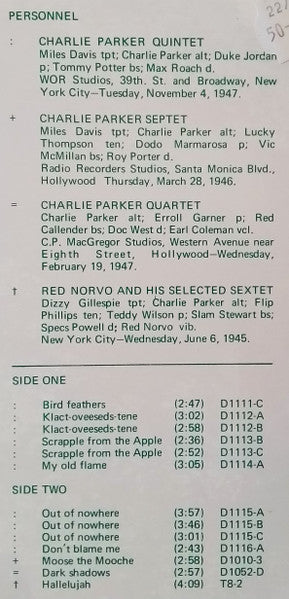 22/
50-
PERSONNEL
: CHARLIE PARKER QUINTET
Miles Davis tpt; Charlie Parker alt; Duke Jordan
p; Tommy Potter bs; Max Roach d.
WOR Studios, 39th. St. and Broadway, New
York City—Tuesday, November 4, 1947.
+ CHARLIE PARKER SEPTET
Miles Davis tpt; Charlie Parker alt; Lucky
Thompson ten; Dodo Marmarosa p; Vic
McMillan bs; Roy Porter d.
Radio Recorders Studios, Santa Monica Blvd.,
Hollywood Thursday, March 28, 1946.
= CHARLIE PARKER QUARTET
Charlie Parker alt; Erroll Garner p; Red
Callender bs; Doc West d; Earl Coleman vcl.
C.P. MacGregor Studios, Western Avenue near
Eighth Street, Hollywood—Wednesday,
February 19, 1947.
† RED NORVO AND HIS SELECTED SEXTET
Dizzy Gillespie tpt; Charlie Parker alt; Flip
Phillips ten; Teddy Wilson p; Slam Stewart bs;
Specs Powell d; Red Norvo vib.
New York City—Wednesday, June 6, 1945.
SIDE ONE
: Bird feathers (2:47) D1111-C
: Klact-oveeseds-tene (3:02) D1112-A
: Klact-oveeseds-tene (2:58) D1112-B
: Scrapple from the Apple (2:36) D1113-B
: Scrapple from the Apple (2:52) D1113-C
: My old flame (3:05) D1114-A
SIDE TWO
: Out of nowhere (3:57) D1115-A
: Out of nowhere (3:46) D1115-B
: Out of nowhere (3:01) D1115-C
: Don't blame me (2:43) D1116-A
+ Moose the Mooche (2:58) D1010-3
= Dark shadows (2:57) D1052-D
† Hallelujah (4:09) T8-2